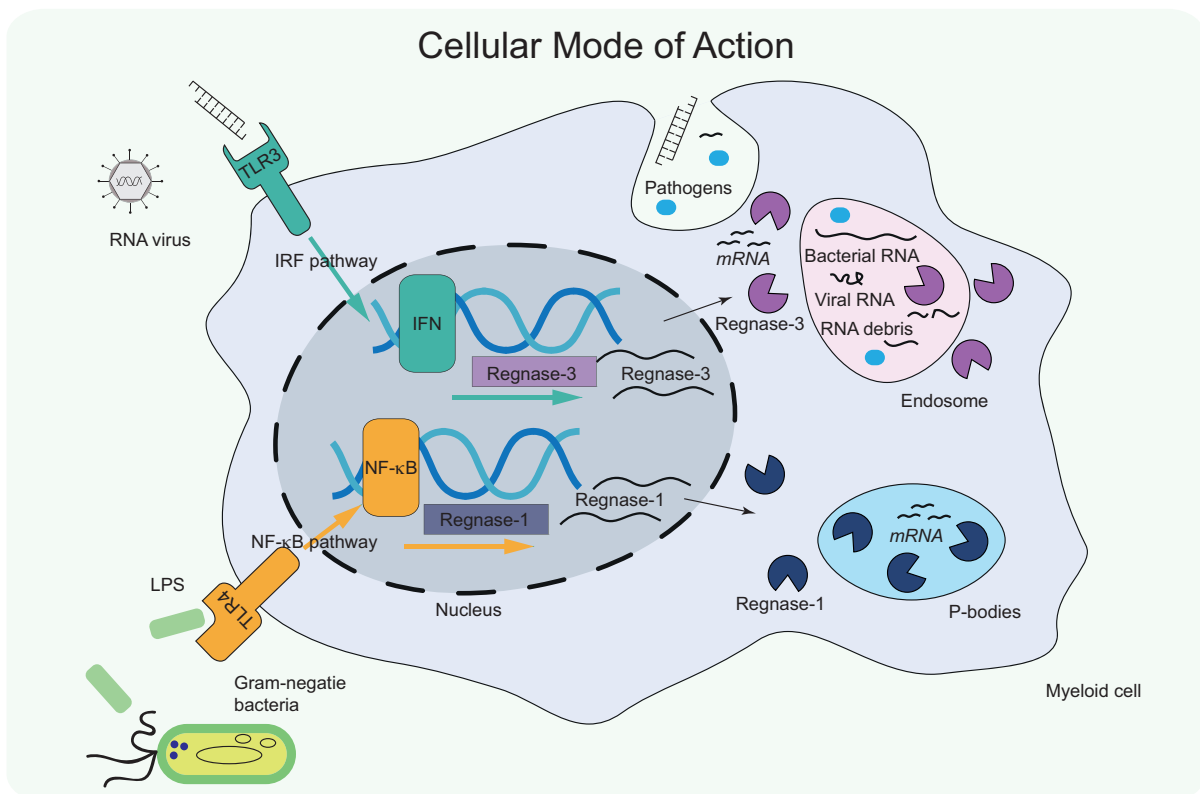 Cellular Mode of Action
TLR3
RNA virus
IRF pathway
IFN
Regnase-3
Regnase-3
Pathogens
mRNA
Regnase-3
Bacterial RNA
Viral RNA
RNA debris
Endosome
NF-κB
Regnase-1
Regnase-1
NF-κB pathway
Nucleus
LPS
TLR4
Gram-negatie
bacteria
Regnase-1
mRNA
P-bodies
Myeloid cell